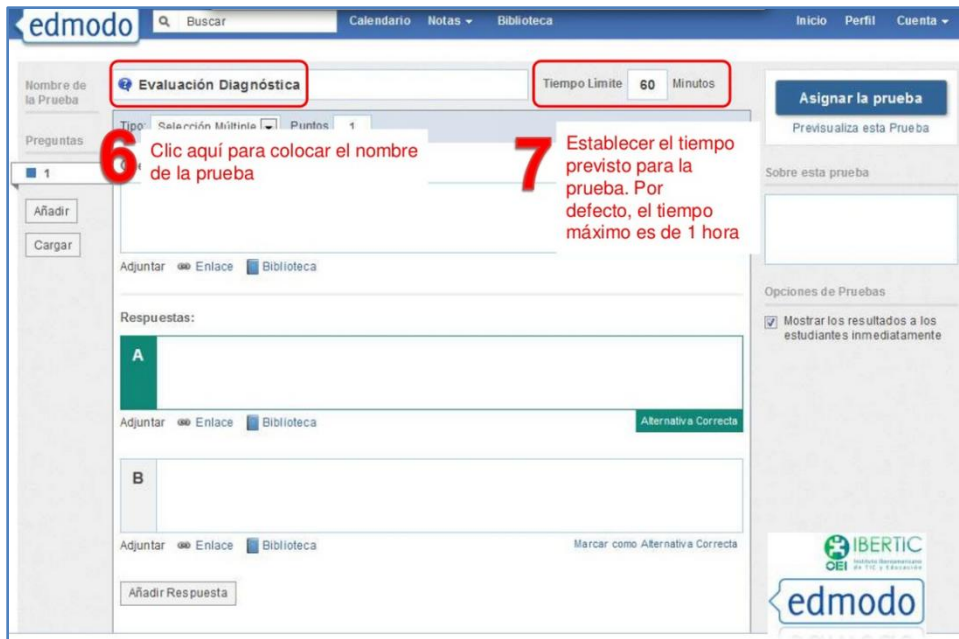 edmodo
Buscar
Calendario Notas Biblioteca
Inicio Perfil Cuenta
Nombre de
la Prueba
Evaluación Diagnóstica
Tiempo Limite 60 Minutos
Asignar la prueba
Previsualiza esta Prueba
Preguntas
1
Añadir
Cargar
Tipo: Selección Múltiple Puntos 1
6
Clic aquí para colocar el nombre
de la prueba
7
Establecer el tiempo
previsto para la
prueba. Por
defecto, el tiempo
máximo es de 1 hora
Sobre esta prueba
Adjuntar Enlace Biblioteca
Opciones de Pruebas
Mostrar los resultados a los
estudiantes inmediatamente
Respuestas:
A
Adjuntar Enlace Biblioteca
Alternativa Correcta
B
Adjuntar Enlace Biblioteca
Marcar como Alternativa Correcta
Añadir Respuesta
IBERTIC
OEI
edmodo